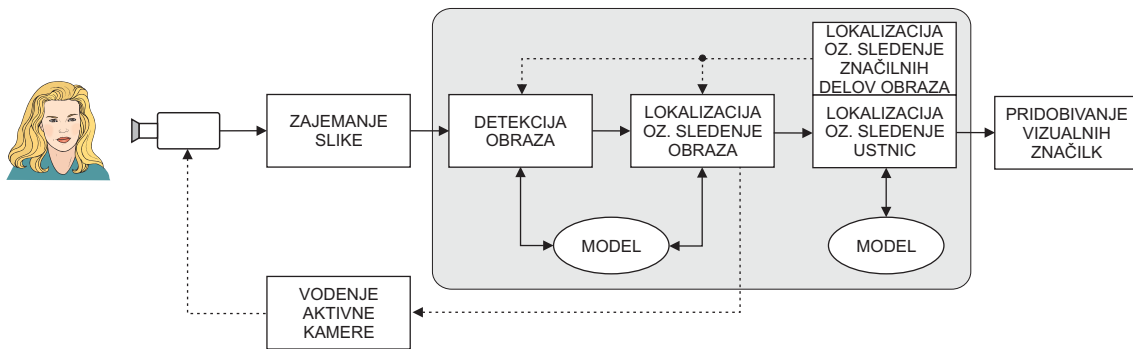 ZAJEMANJE
SLIKE
DETEKCIJA
OBRAZA
LOKALIZACIJA
OZ. SLEDENJE
OBRAZA
LOKALIZACIJA
OZ. SLEDENJE
ZNAČILNIH
DELOV OBRAZA
LOKALIZACIJA
OZ. SLEDENJE
USTNIC
PRIDOBIVANJE
VIZUALNIH
ZNAČILK
MODEL
MODEL
VODENJE
AKTIVNE
KAMERE